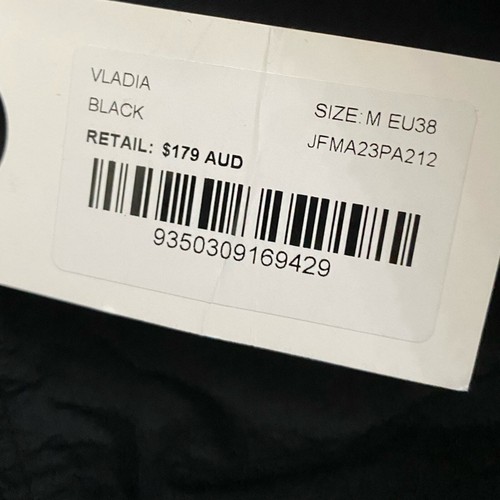 VLADIA
BLACK
SIZE: M EU38
RETAIL: $179 AUD
JFMA23PA212
9350309169429